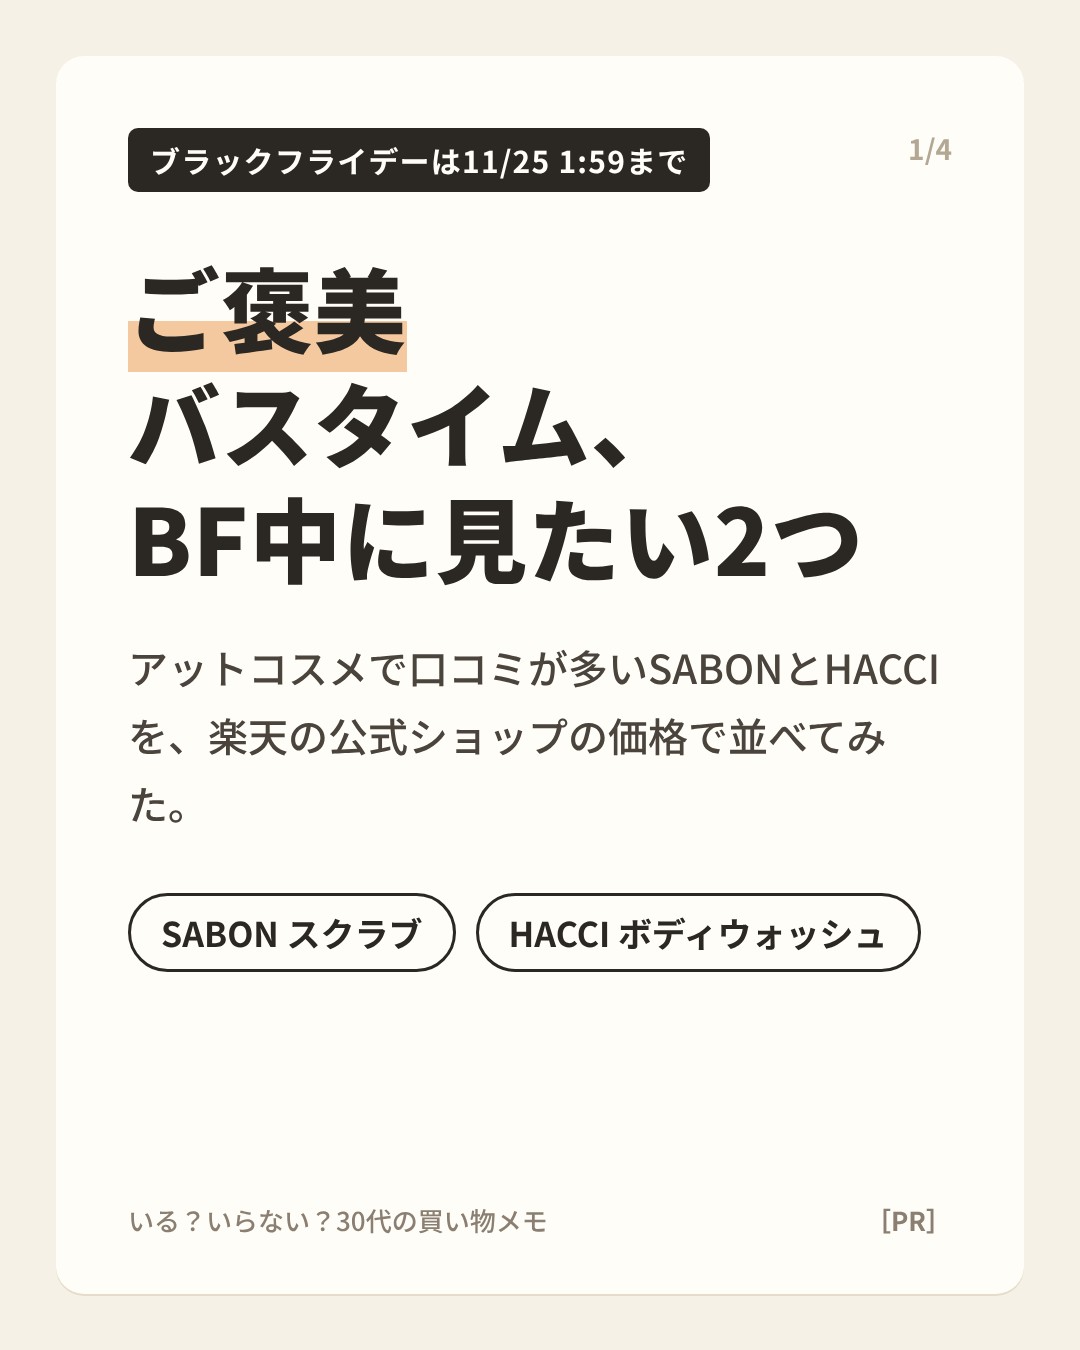 ブラックフライデーは11/25 1:59まで
1/4
ご褒美
バスタイム、
BF中に見たい2つ
アットコスメで口コミが多いSABONとHACCI
を、楽天の公式ショップの価格で並べてみ
た。
SABON スクラブ
HACCI ボディウォッシュ
いる？いらない？30代の買い物メモ
[PR]